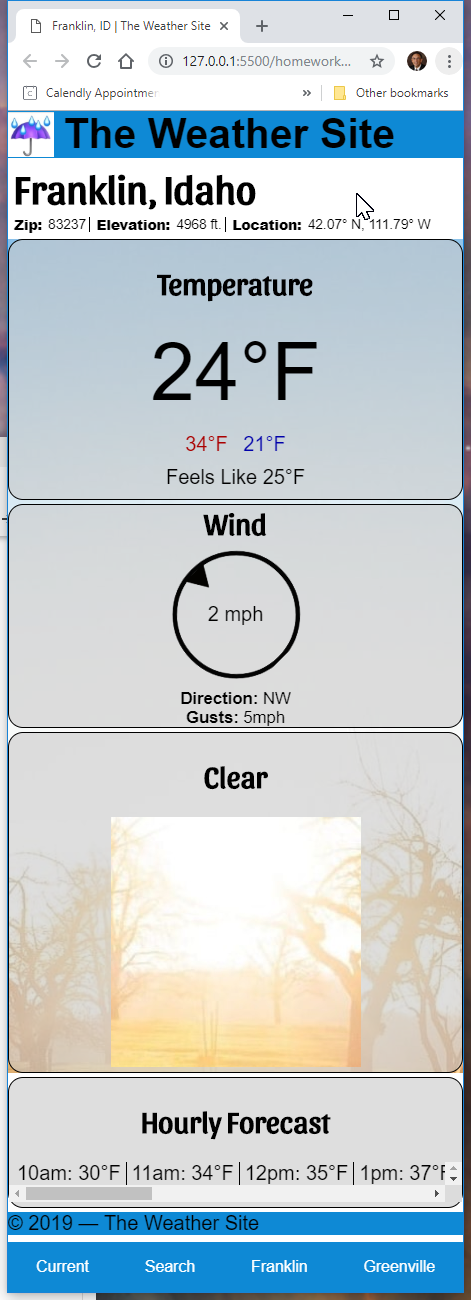 Franklin, ID | The Weather Site
127.0.0.1:5500/homework...
Calendly Appointmen
» Other bookmarks
The Weather Site
Franklin, Idaho
Zip: 83237 Elevation: 4968 ft. Location: 42.07° N, 111.79° W
Temperature
24°F
34°F 21°F
Feels Like 25°F
Wind
2 mph
Direction: NW
Gusts: 5mph
Clear
Hourly Forecast
10am: 30°F 11am: 34°F 12pm: 35°F 1pm: 37°F
© 2019 — The Weather Site
Current Search Franklin Greenville